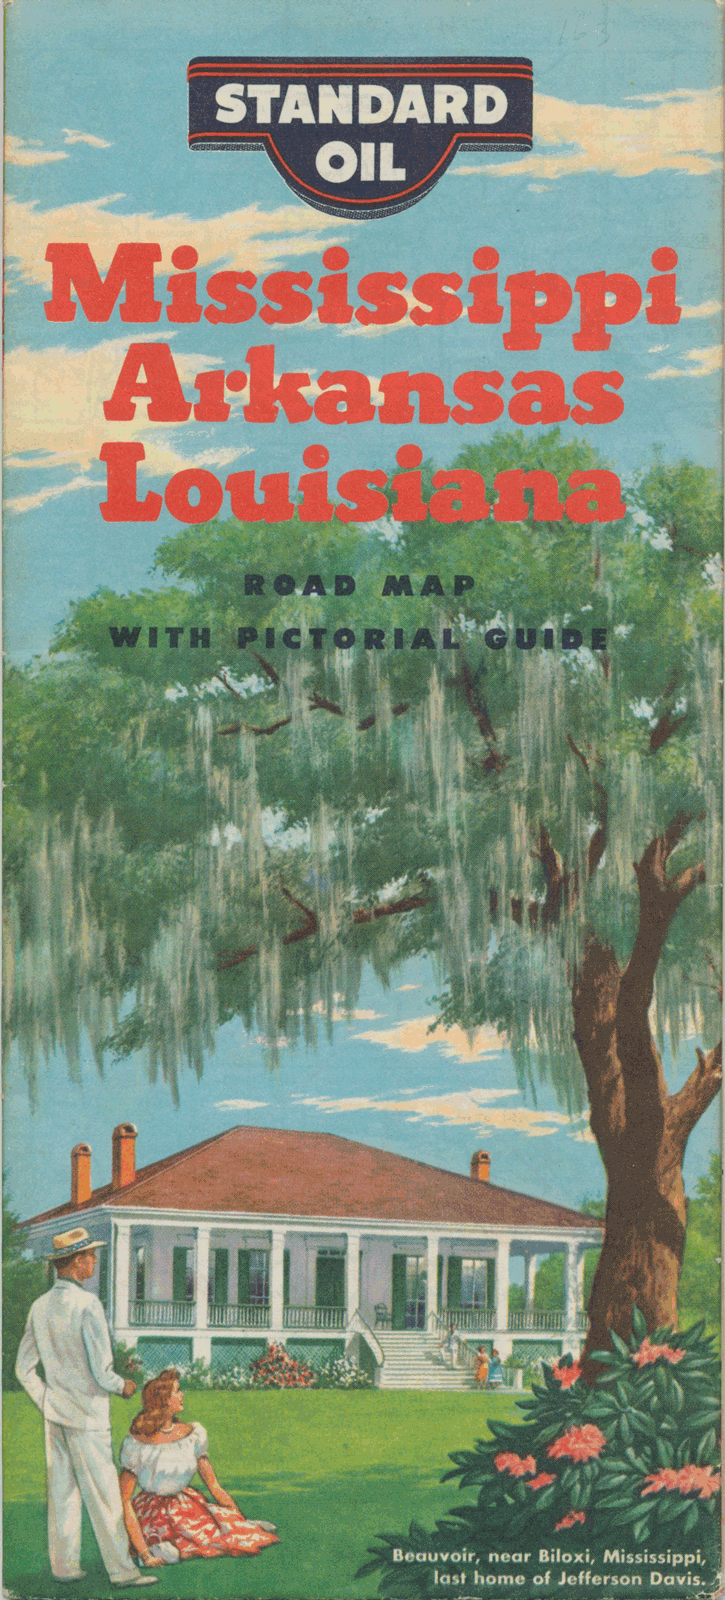 163
STANDARD
OIL
Mississippi
Arkansas
Louisiana
ROAD MAP
WITH PICTORIAL GUIDE
Beauvoir, near Biloxi, Mississippi,
last home of Jefferson Davis.